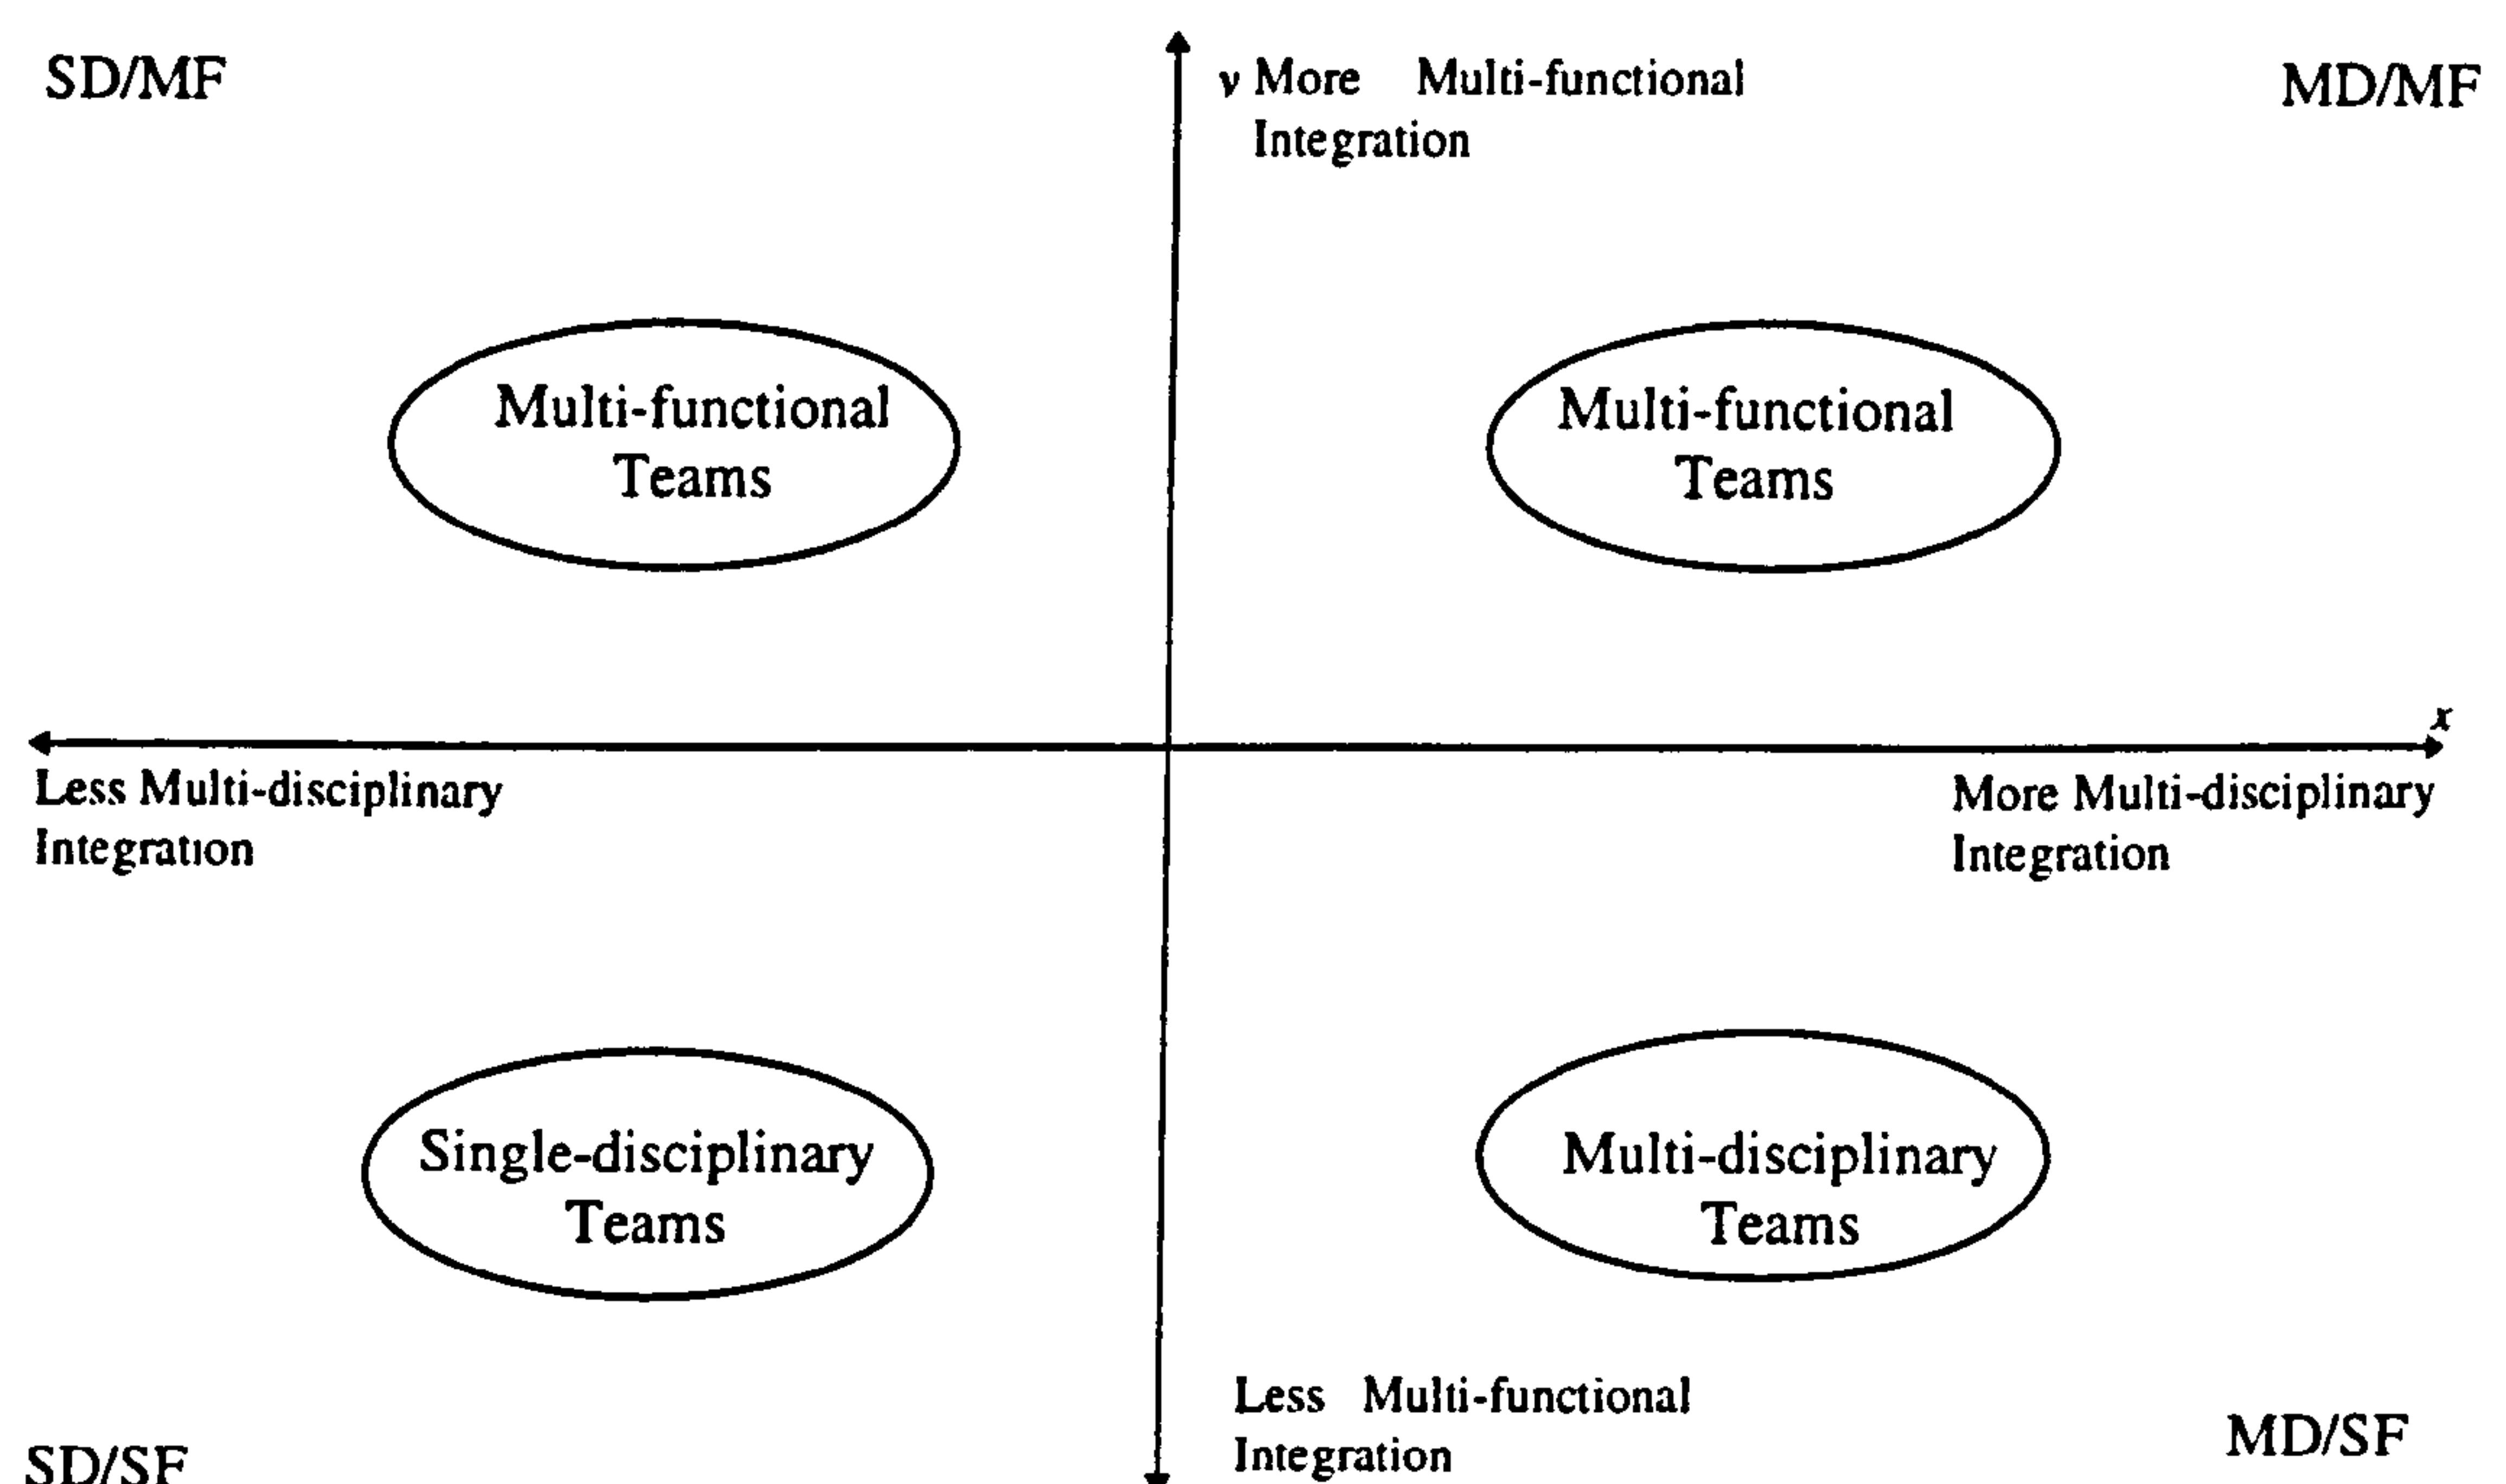 SD/MF
y More Multi-functional
Integration
MD/MF
Multi-functional
Teams
Multi-functional
Teams
x
Less Multi-disciplinary
Integration
More Multi-disciplinary
Integration
Single-disciplinary
Teams
Multi-disciplinary
Teams
Less Multi-functional
Integration
SD/SF
MD/SF